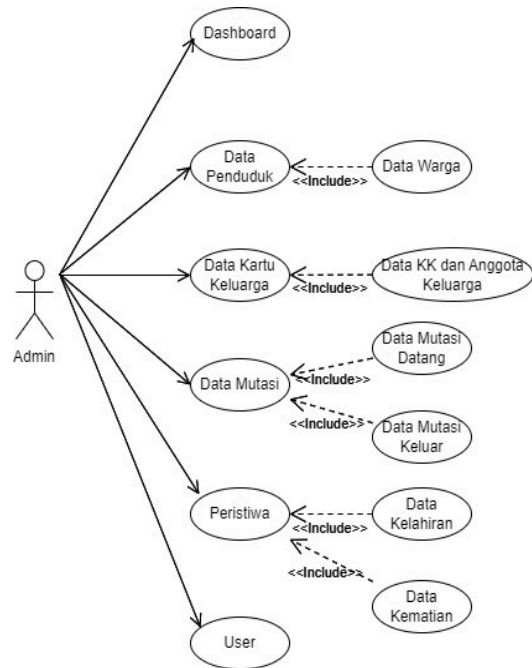 Dashboard
Data
Penduduk
<<Include>>
Data Warga
Data Kartu
Keluarga
<<Include>>
Data KK dan Anggota
Keluarga
Admin
Data Mutasi
<<Include>>
Data Mutasi
Datang
<<Include>>
Data Mutasi
Keluar
Peristiwa
<<Include>>
Data
Kelahiran
<<Include>>
Data
Kematian
User